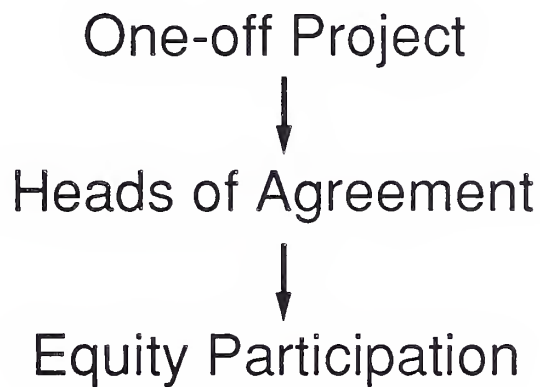 One-off Project
Heads of Agreement
Equity Participation